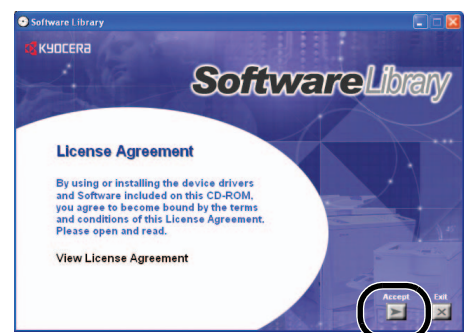 Software Library
KYOCERA
SoftwareLibrary
License Agreement
By using or installing the device drivers
and Software included on this CD-ROM,
you agree to become bound by the terms
and conditions of this License Agreement.
Please open and read.
View License Agreement
Accept Exit